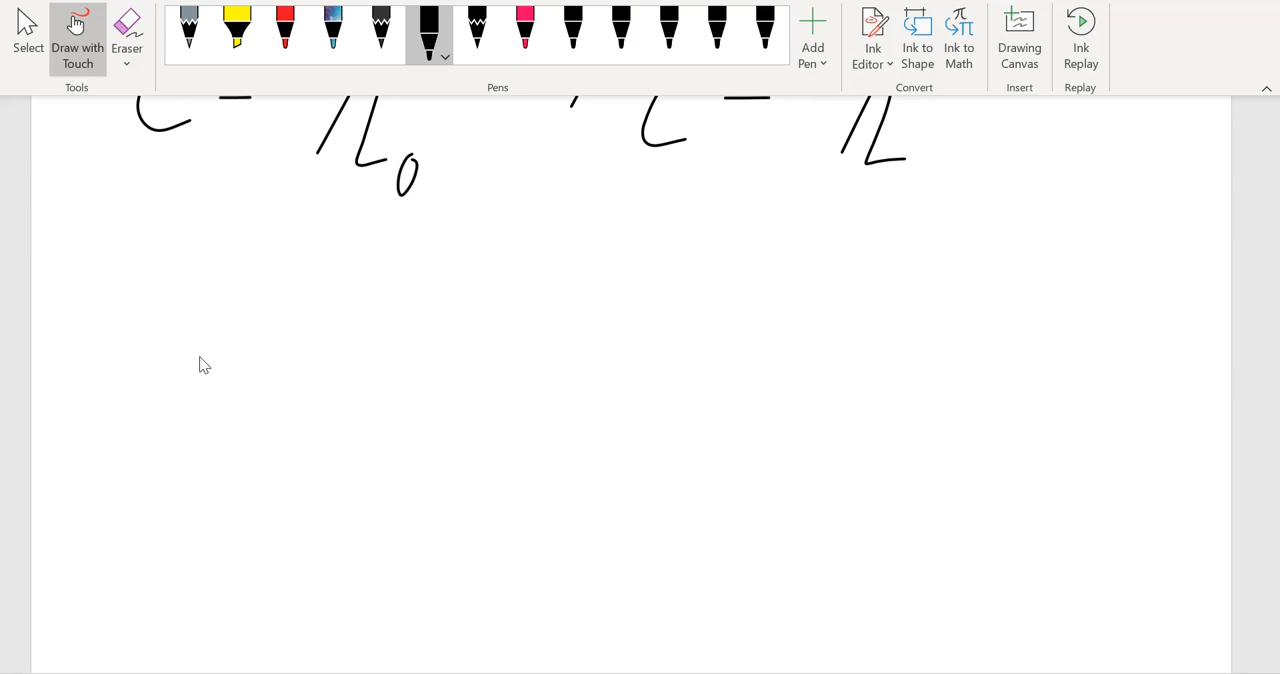 Select
Draw with Touch
Eraser
Tools
Pens
Add Pen
Ink Editor
Ink to Shape
Ink to Math
Convert
Drawing Canvas
Insert
Ink Replay
Replay